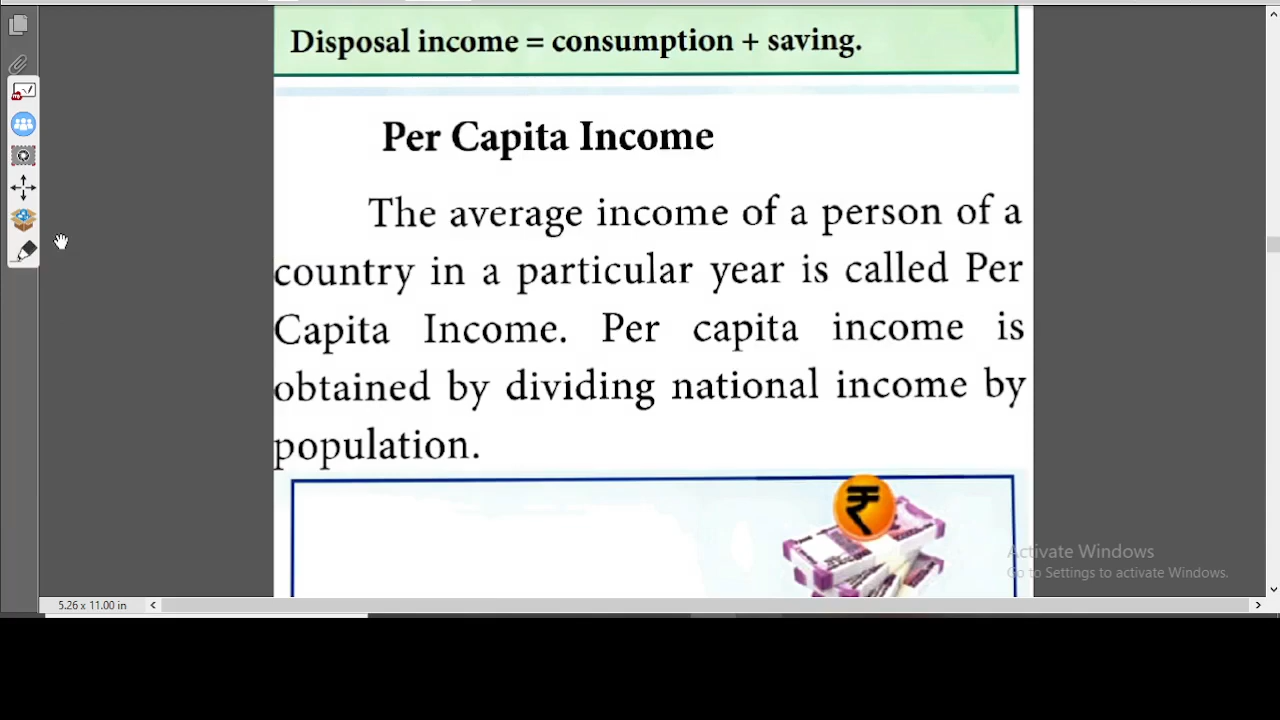 Disposal income = consumption + saving.
Per Capita Income
The average income of a person of a
country in a particular year is called Per
Capita Income. Per capita income is
obtained by dividing national income by
population.
₹
Activate Windows
Go to Settings to activate Windows.
5.26 x 11.00 in